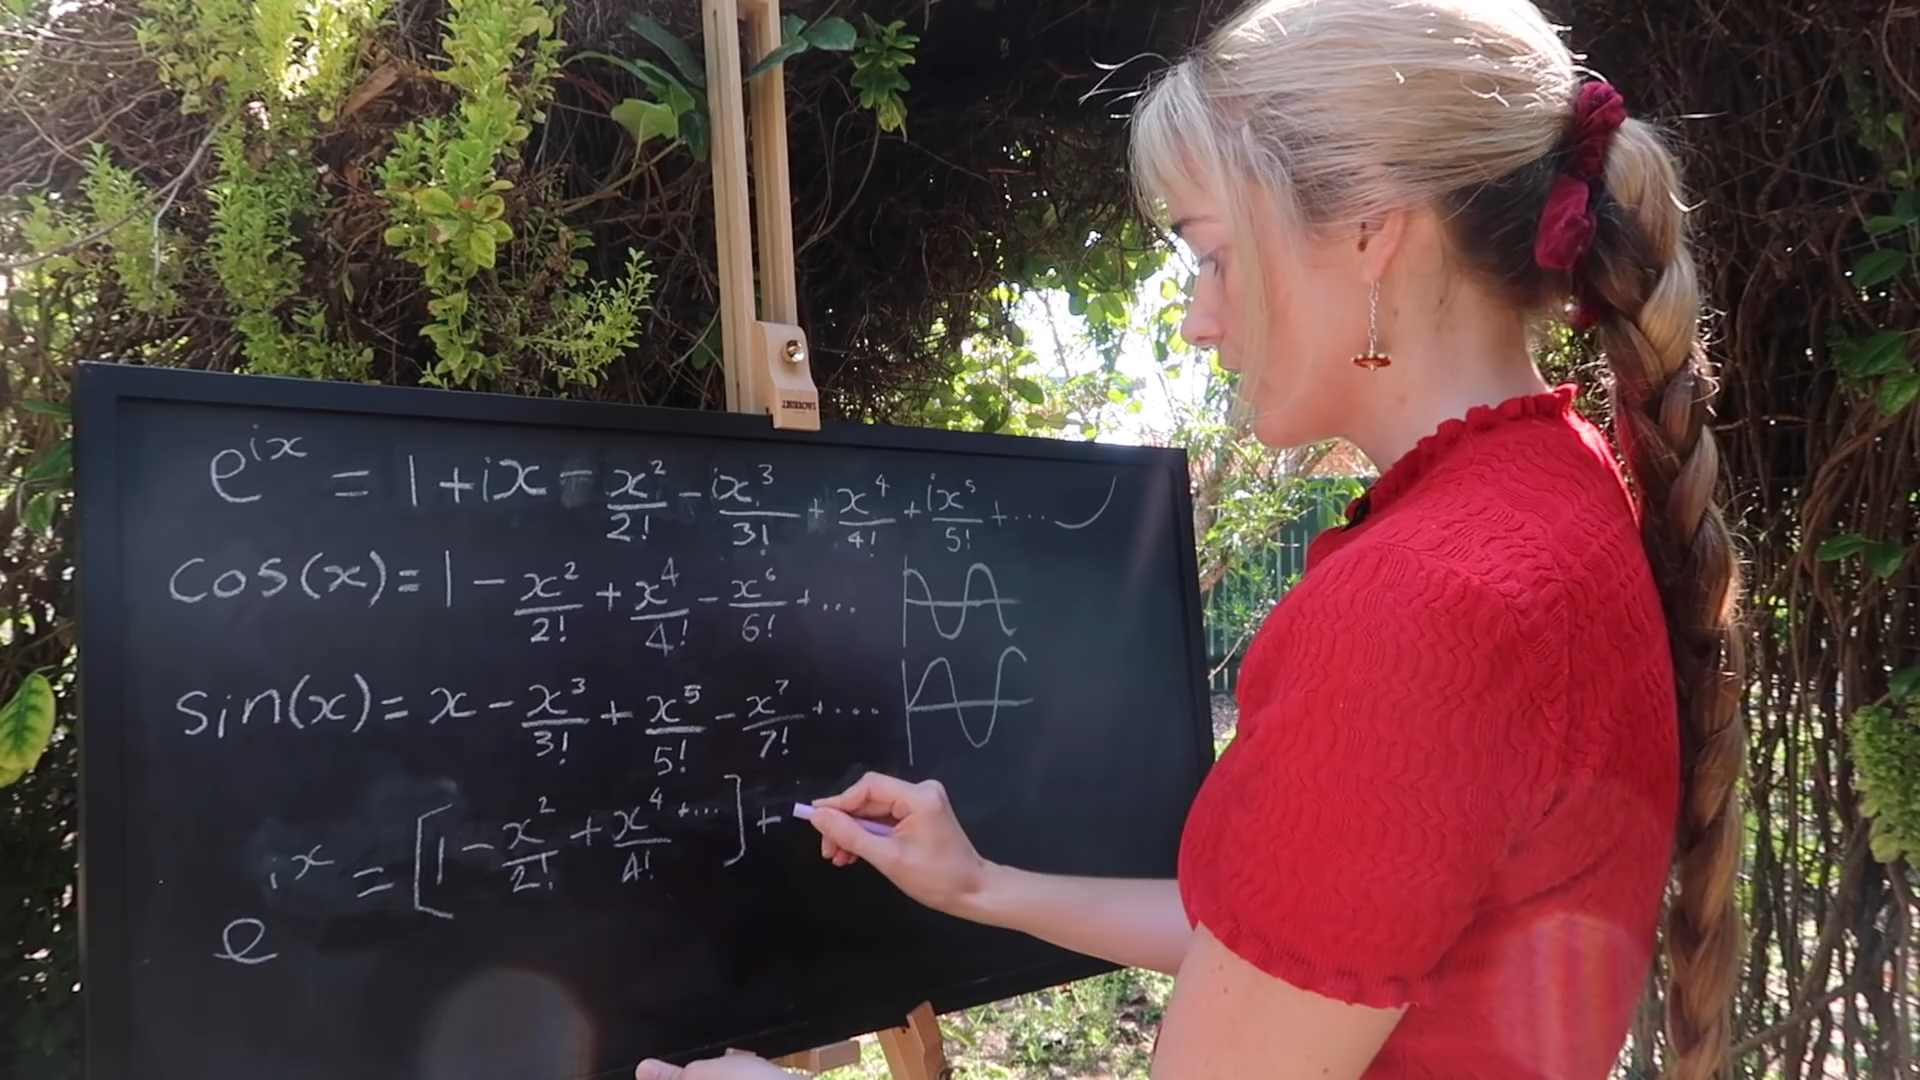 J.BURROWS
e^{ix} = 1 + ix - x²/2! - ix³/3! + x⁴/4! + ix⁵/5! + ....
cos(x) = 1 - x²/2! + x⁴/4! - x⁶/6! + ...
sin(x) = x - x³/3! + x⁵/5! - x⁷/7! + ....
e^{ix} = [1 - x²/2! + x⁴/4! + ...] +